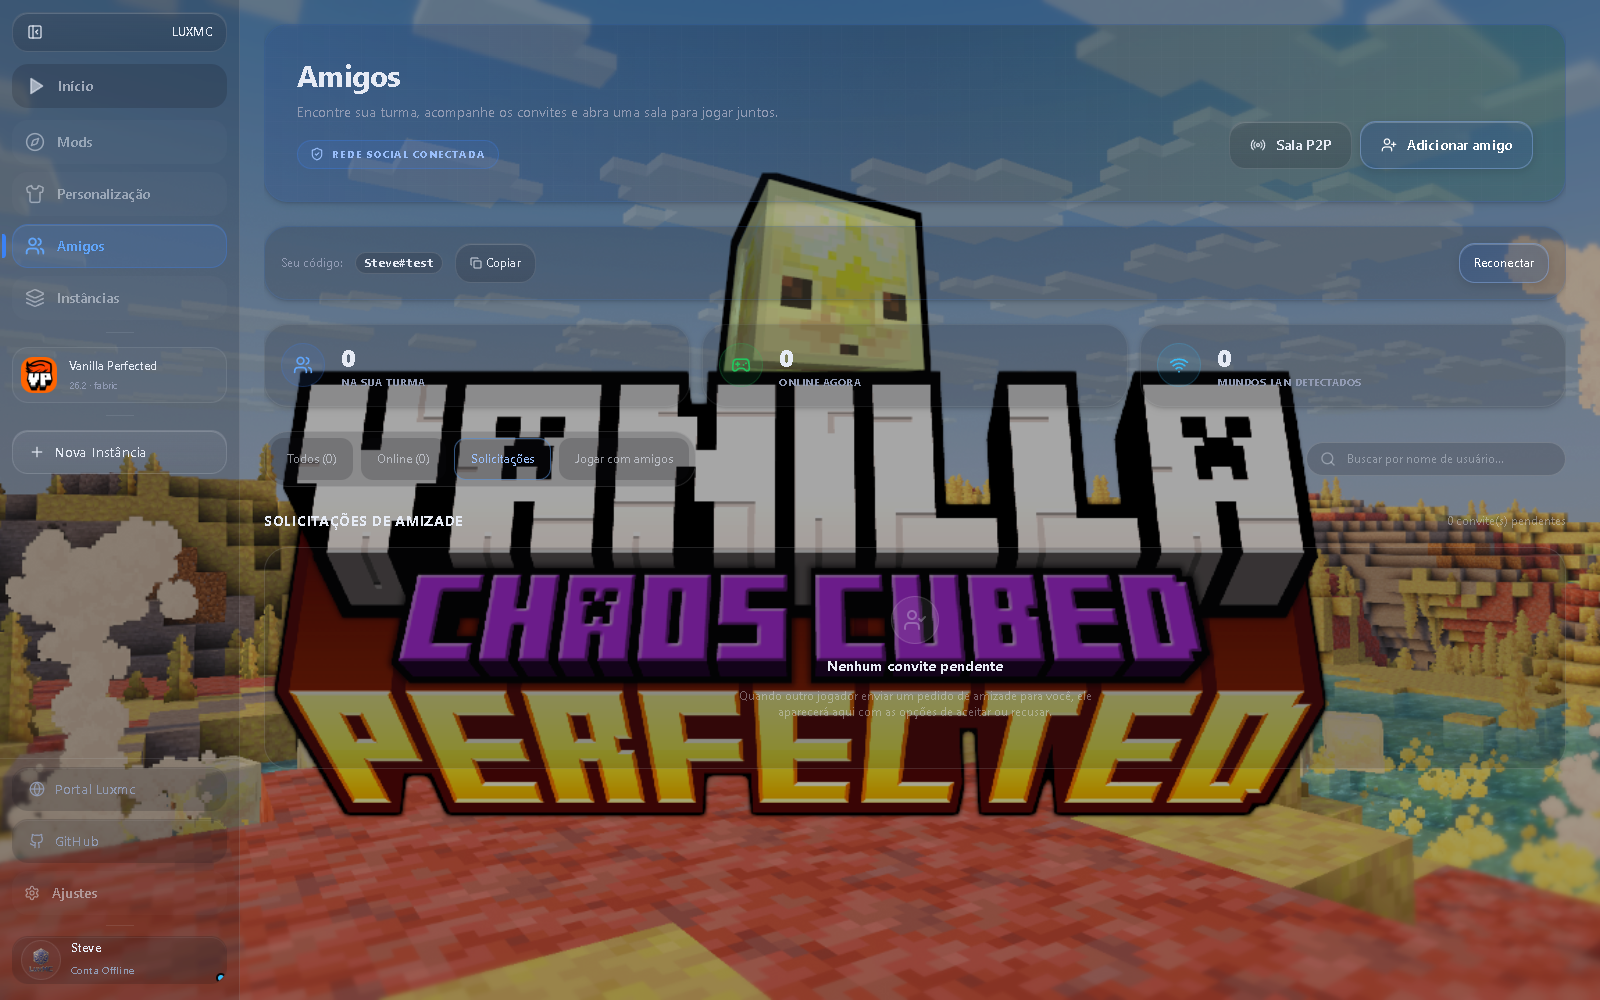 LUXMC
Início
Mods
Personalização
Amigos
Instâncias
Vanilla Perfected
26.2 · fabric
Nova Instância
Portal Luxmc
GitHub
Ajustes
Steve
Conta Offline
Amigos
Encontre sua turma, acompanhe os convites e abra uma sala para jogar juntos.
REDE SOCIAL CONECTADA
Sala P2P
Adicionar amigo
Seu código:
Steve#test
Copiar
Reconectar
0
NA SUA TURMA
0
ONLINE AGORA
0
MUNDOS LAN DETECTADOS
Todos (0)
Online (0)
Solicitações
Jogar com amigos
Buscar por nome de usuário...
SOLICITAÇÕES DE AMIZADE
0 convite(s) pendentes
Nenhum convite pendente
Quando outro jogador enviar um pedido de amizade para você, ele
aparecerá aqui com as opções de aceitar ou recusar.
VANILLA
CHAOS CUBED
PERFECTED
VP